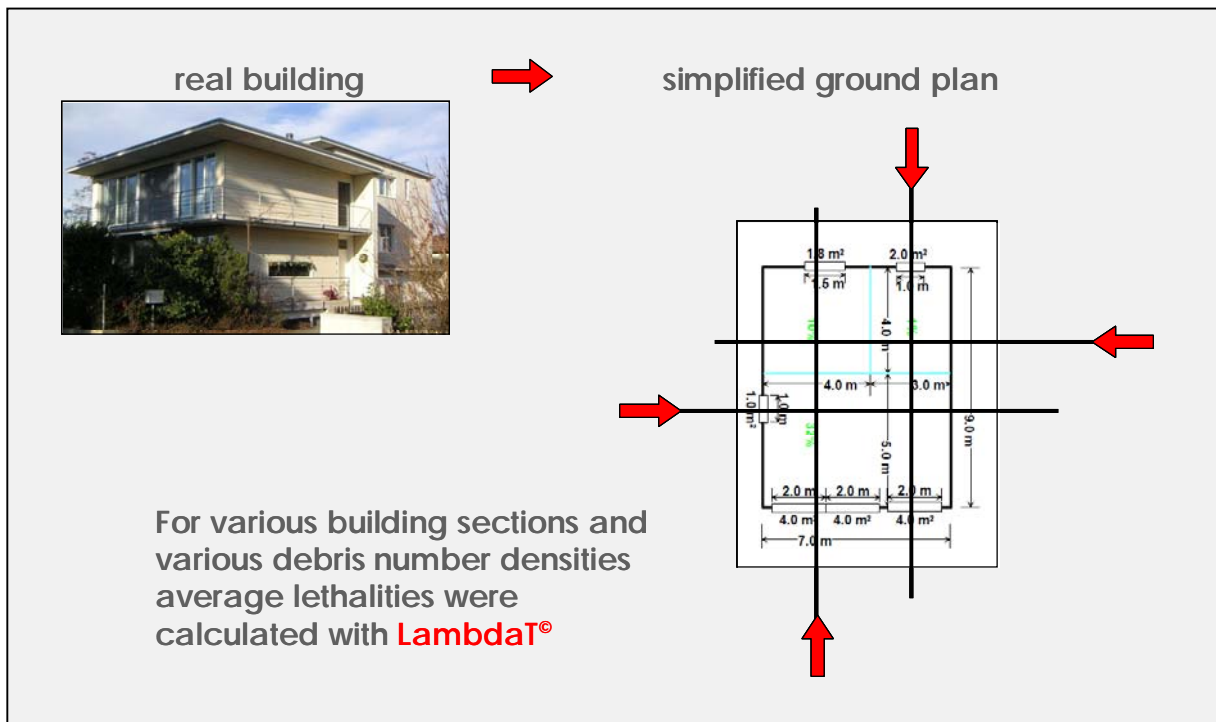 real building
simplified ground plan
1.8 m²
2.0 m²
1.5 m
1.0 m
4.0 m
4.0 m
3.0 m
1.0 m
1.0 m²
32%
5.0 m
9.0 m
2.0 m
2.0 m
2.0 m
4.0 m²
4.0 m²
4.0 m²
7.0 m
For various building sections and
various debris number densities
average lethalities were
calculated with LambdaT©